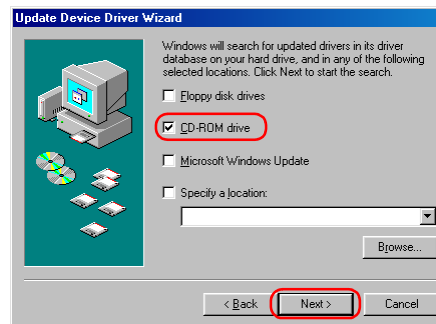 Update Device Driver Wizard
Windows will search for updated drivers in its driver
database on your hard drive, and in any of the following
selected locations. Click Next to start the search.
Floppy disk drives
CD-ROM drive
Microsoft Windows Update
Specify a location:
Browse...
< Back
Next >
Cancel